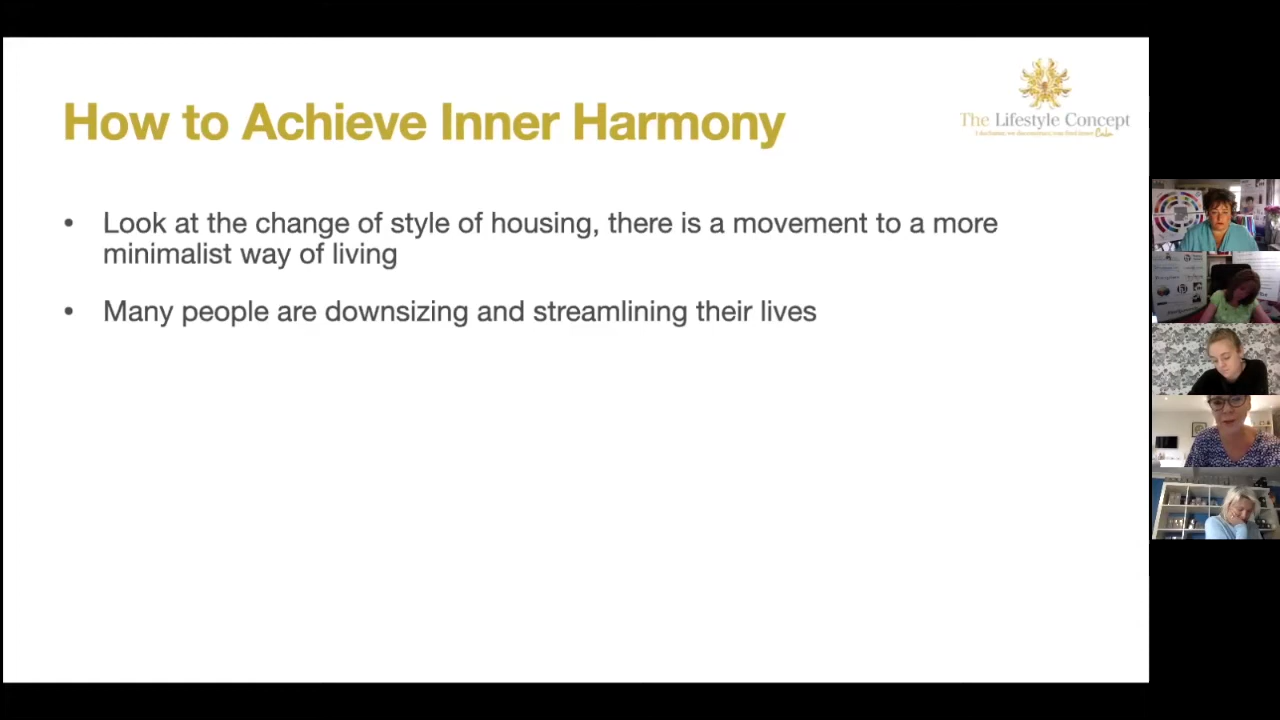 How to Achieve Inner Harmony
The Lifestyle Concept
• Look at the change of style of housing, there is a movement to a more
minimalist way of living
• Many people are downsizing and streamlining their lives